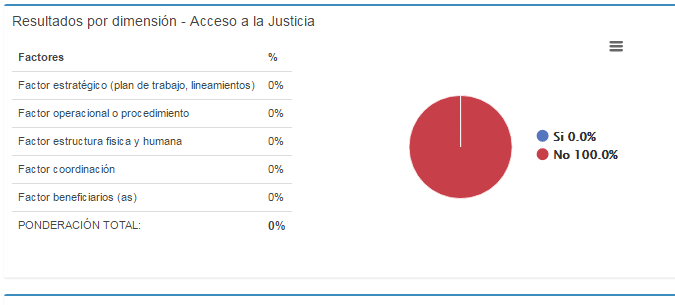 Resultados por dimensión - Acceso a la Justicia
Factores %
Factor estratégico (plan de trabajo, lineamientos) 0%
Factor operacional o procedimiento 0%
Factor estructura fisica y humana 0%
Factor coordinación 0%
Factor beneficiarios (as) 0%
PONDERACIÓN TOTAL: 0%
Si 0.0%
No 100.0%